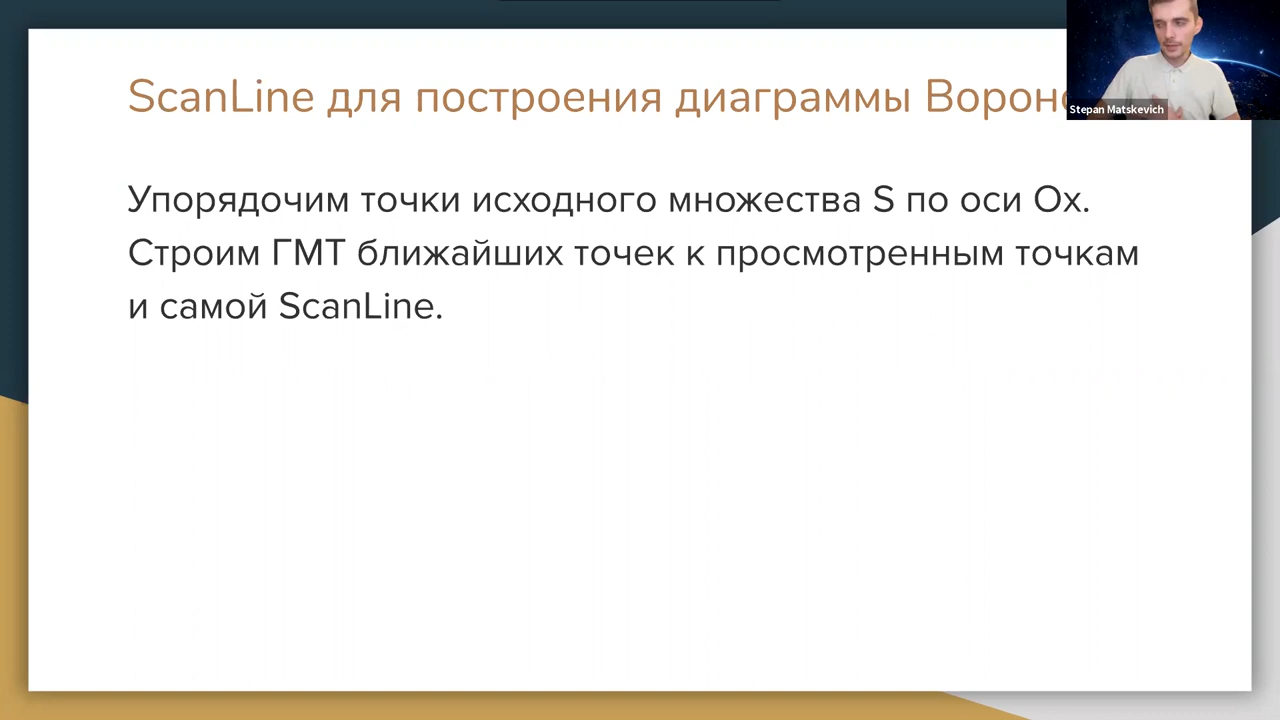 ScanLine для построения диаграммы
Stepan Matskevich
Упорядочим точки исходного множества S по оси Ox.
Строим ГМТ ближайших точек к просмотренным точкам
и самой ScanLine.